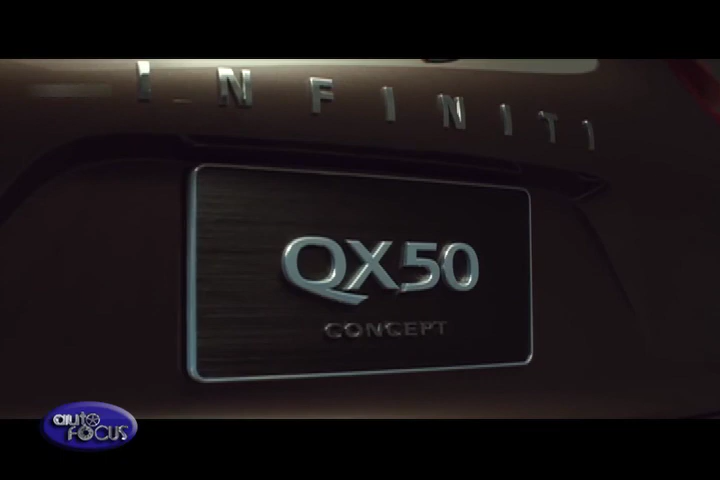 INFINITI
QX50
CONCEPT
auto
FOCUS